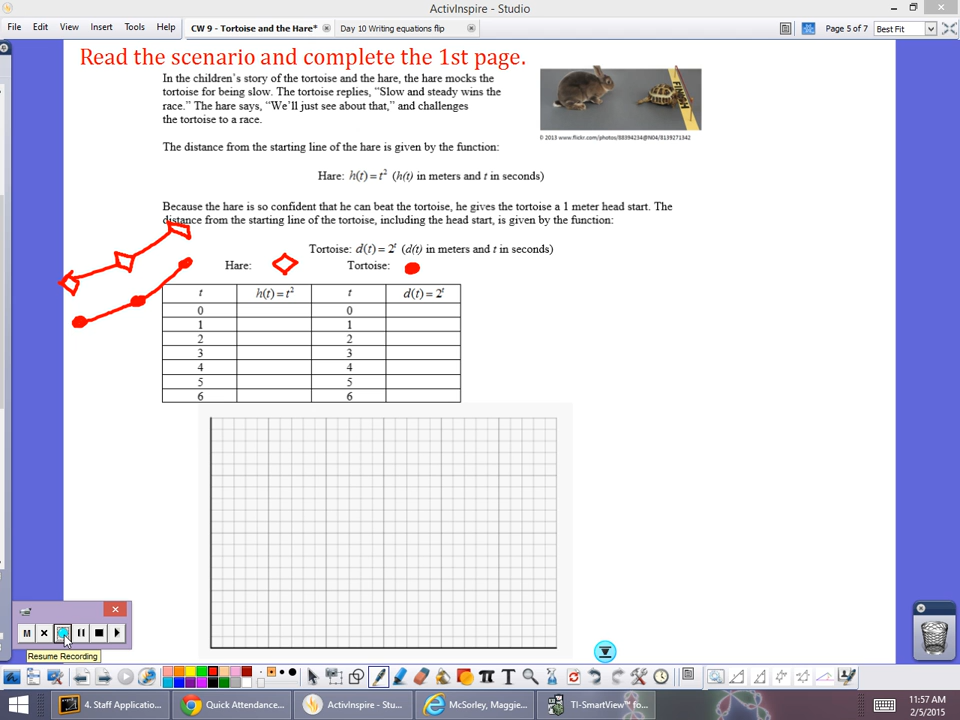 ActivInspire - Studio
File Edit View Insert Tools Help
CW 9 - Tortoise and the Hare*
Day 10 Writing equations flip
Page 5 of 7
Best Fit
Read the scenario and complete the 1st page.
In the children's story of the tortoise and the hare, the hare mocks the
tortoise for being slow. The tortoise replies, "Slow and steady wins the
race." The hare says, "We'll just see about that," and challenges
the tortoise to a race.
FINISH
© 2013 www.flickr.com/photos/88394234@N04/8139271342
The distance from the starting line of the hare is given by the function:
Hare: h(t) = t² (h(t) in meters and t in seconds)
Because the hare is so confident that he can beat the tortoise, he gives the tortoise a 1 meter head start. The
distance from the starting line of the tortoise, including the head start, is given by the function:
Tortoise: d(t) = 2ᵗ (d(t) in meters and t in seconds)
Hare: Tortoise:
t h(t) = t² t d(t) = 2ᵗ
0 0
1 1
2 2
3 3
4 4
5 5
6 6
M
Resume Recording
4. Staff Applicatio...
Quick Attendance...
ActivInspire - Stu...
McSorley, Maggie...
TI-SmartView™ fo...
11:57 AM
2/5/2015